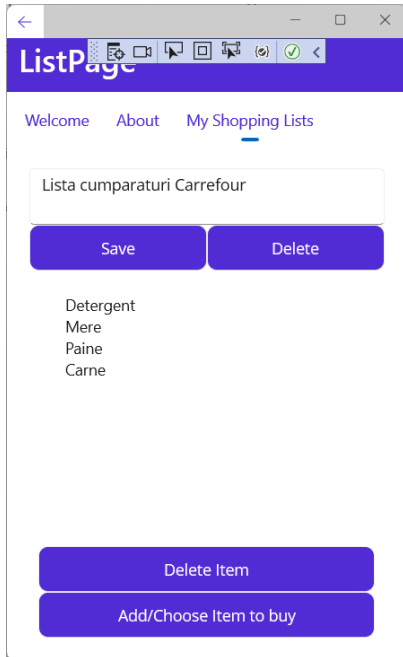 ListPage
Welcome About My Shopping Lists
Lista cumparaturi Carrefour
Save Delete
Detergent
Mere
Paine
Carne
Delete Item
Add/Choose Item to buy